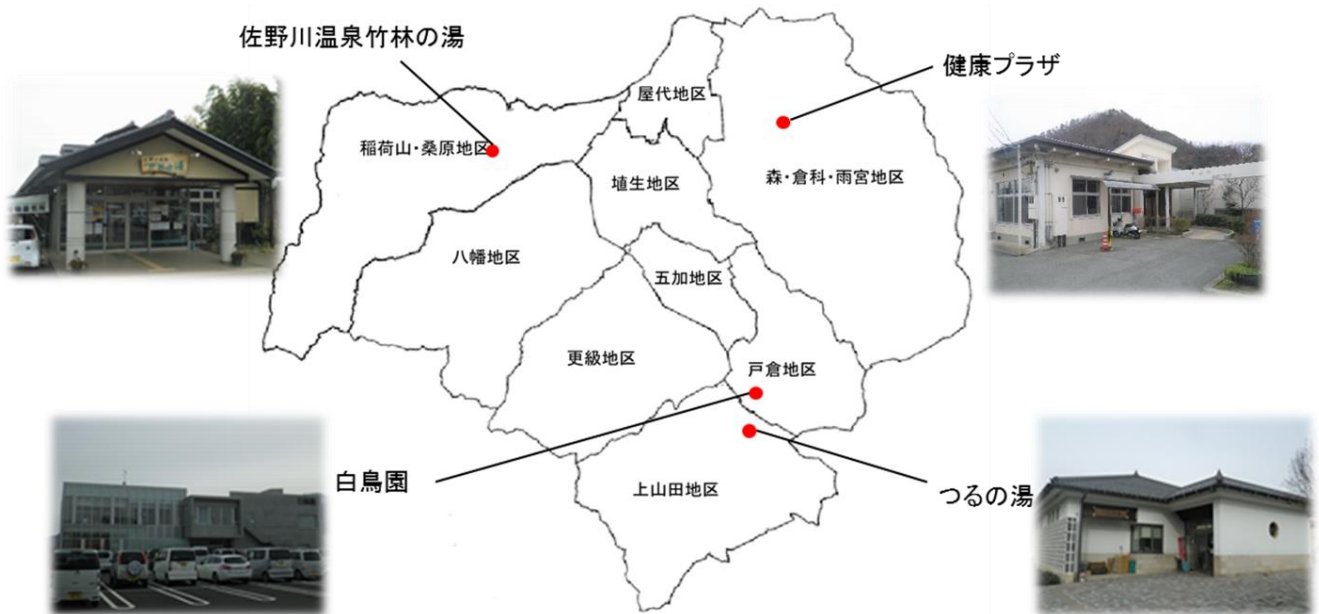 佐野川温泉竹林の湯
健康プラザ
屋代地区
稲荷山・桑原地区
埴生地区
森・倉科・雨宮地区
八幡地区
五加地区
更級地区
戸倉地区
白鳥園
上山田地区
つるの湯